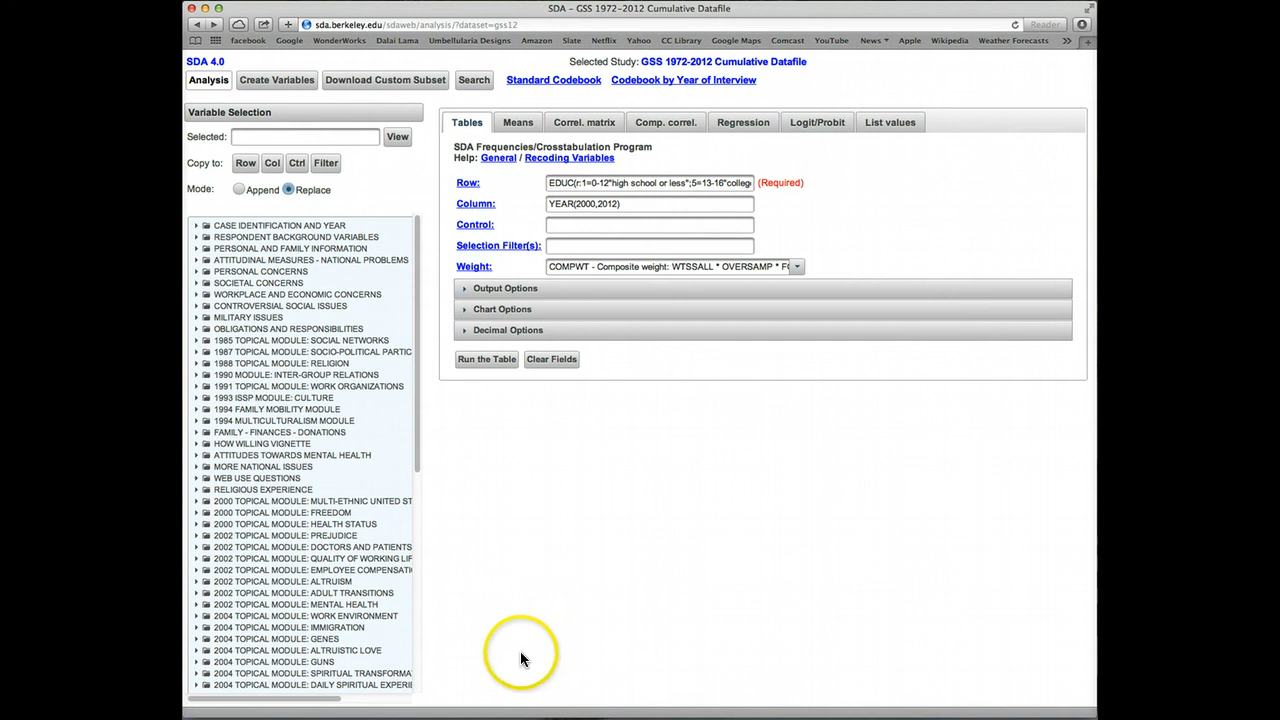 SDA – GSS 1972-2012 Cumulative Datafile
sda.berkeley.edu/sdaweb/analysis/?dataset=gss12
Reader
facebook Google WonderWorks Dalai Lama Umbellularia Designs Amazon Slate Netflix Yahoo CC Library Google Maps Comcast YouTube News Apple Wikipedia Weather Forecasts
SDA 4.0
Selected Study: GSS 1972-2012 Cumulative Datafile
Analysis Create Variables Download Custom Subset Search Standard Codebook Codebook by Year of Interview
Variable Selection
Selected: View
Copy to: Row Col Ctrl Filter
Mode: Append Replace
CASE IDENTIFICATION AND YEAR
RESPONDENT BACKGROUND VARIABLES
PERSONAL AND FAMILY INFORMATION
ATTITUDINAL MEASURES - NATIONAL PROBLEMS
PERSONAL CONCERNS
SOCIETAL CONCERNS
WORKPLACE AND ECONOMIC CONCERNS
CONTROVERSIAL SOCIAL ISSUES
MILITARY ISSUES
OBLIGATIONS AND RESPONSIBILITIES
1985 TOPICAL MODULE: SOCIAL NETWORKS
1987 TOPICAL MODULE: SOCIO-POLITICAL PARTIC
1988 TOPICAL MODULE: RELIGION
1990 MODULE: INTER-GROUP RELATIONS
1991 TOPICAL MODULE: WORK ORGANIZATIONS
1993 ISSP MODULE: CULTURE
1994 FAMILY MOBILITY MODULE
1994 MULTICULTURALISM MODULE
FAMILY - FINANCES - DONATIONS
HOW WILLING VIGNETTE
ATTITUDES TOWARDS MENTAL HEALTH
MORE NATIONAL ISSUES
WEB USE QUESTIONS
RELIGIOUS EXPERIENCE
2000 TOPICAL MODULE: MULTI-ETHNIC UNITED ST
2000 TOPICAL MODULE: FREEDOM
2000 TOPICAL MODULE: HEALTH STATUS
2002 TOPICAL MODULE: PREJUDICE
2002 TOPICAL MODULE: DOCTORS AND PATIENTS
2002 TOPICAL MODULE: QUALITY OF WORKING LIF
2002 TOPICAL MODULE: EMPLOYEE COMPENSATI
2002 TOPICAL MODULE: ALTRUISM
2002 TOPICAL MODULE: ADULT TRANSITIONS
2002 TOPICAL MODULE: MENTAL HEALTH
2004 TOPICAL MODULE: WORK ENVIRONMENT
2004 TOPICAL MODULE: IMMIGRATION
2004 TOPICAL MODULE: GENES
2004 TOPICAL MODULE: ALTRUISTIC LOVE
2004 TOPICAL MODULE: GUNS
2004 TOPICAL MODULE: SPIRITUAL TRANSFORMA
2004 TOPICAL MODULE: DAILY SPIRITUAL EXPERI
Tables Means Correl. matrix Comp. correl. Regression Logit/Probit List values
SDA Frequencies/Crosstabulation Program
Help: General / Recoding Variables
Row: EDUC(r:1=0-12"high school or less";5=13-16"colleg (Required)
Column: YEAR(2000,2012)
Control:
Selection Filter(s):
Weight: COMPWT - Composite weight: WTSSALL * OVERSAMP * FO
Output Options
Chart Options
Decimal Options
Run the Table Clear Fields